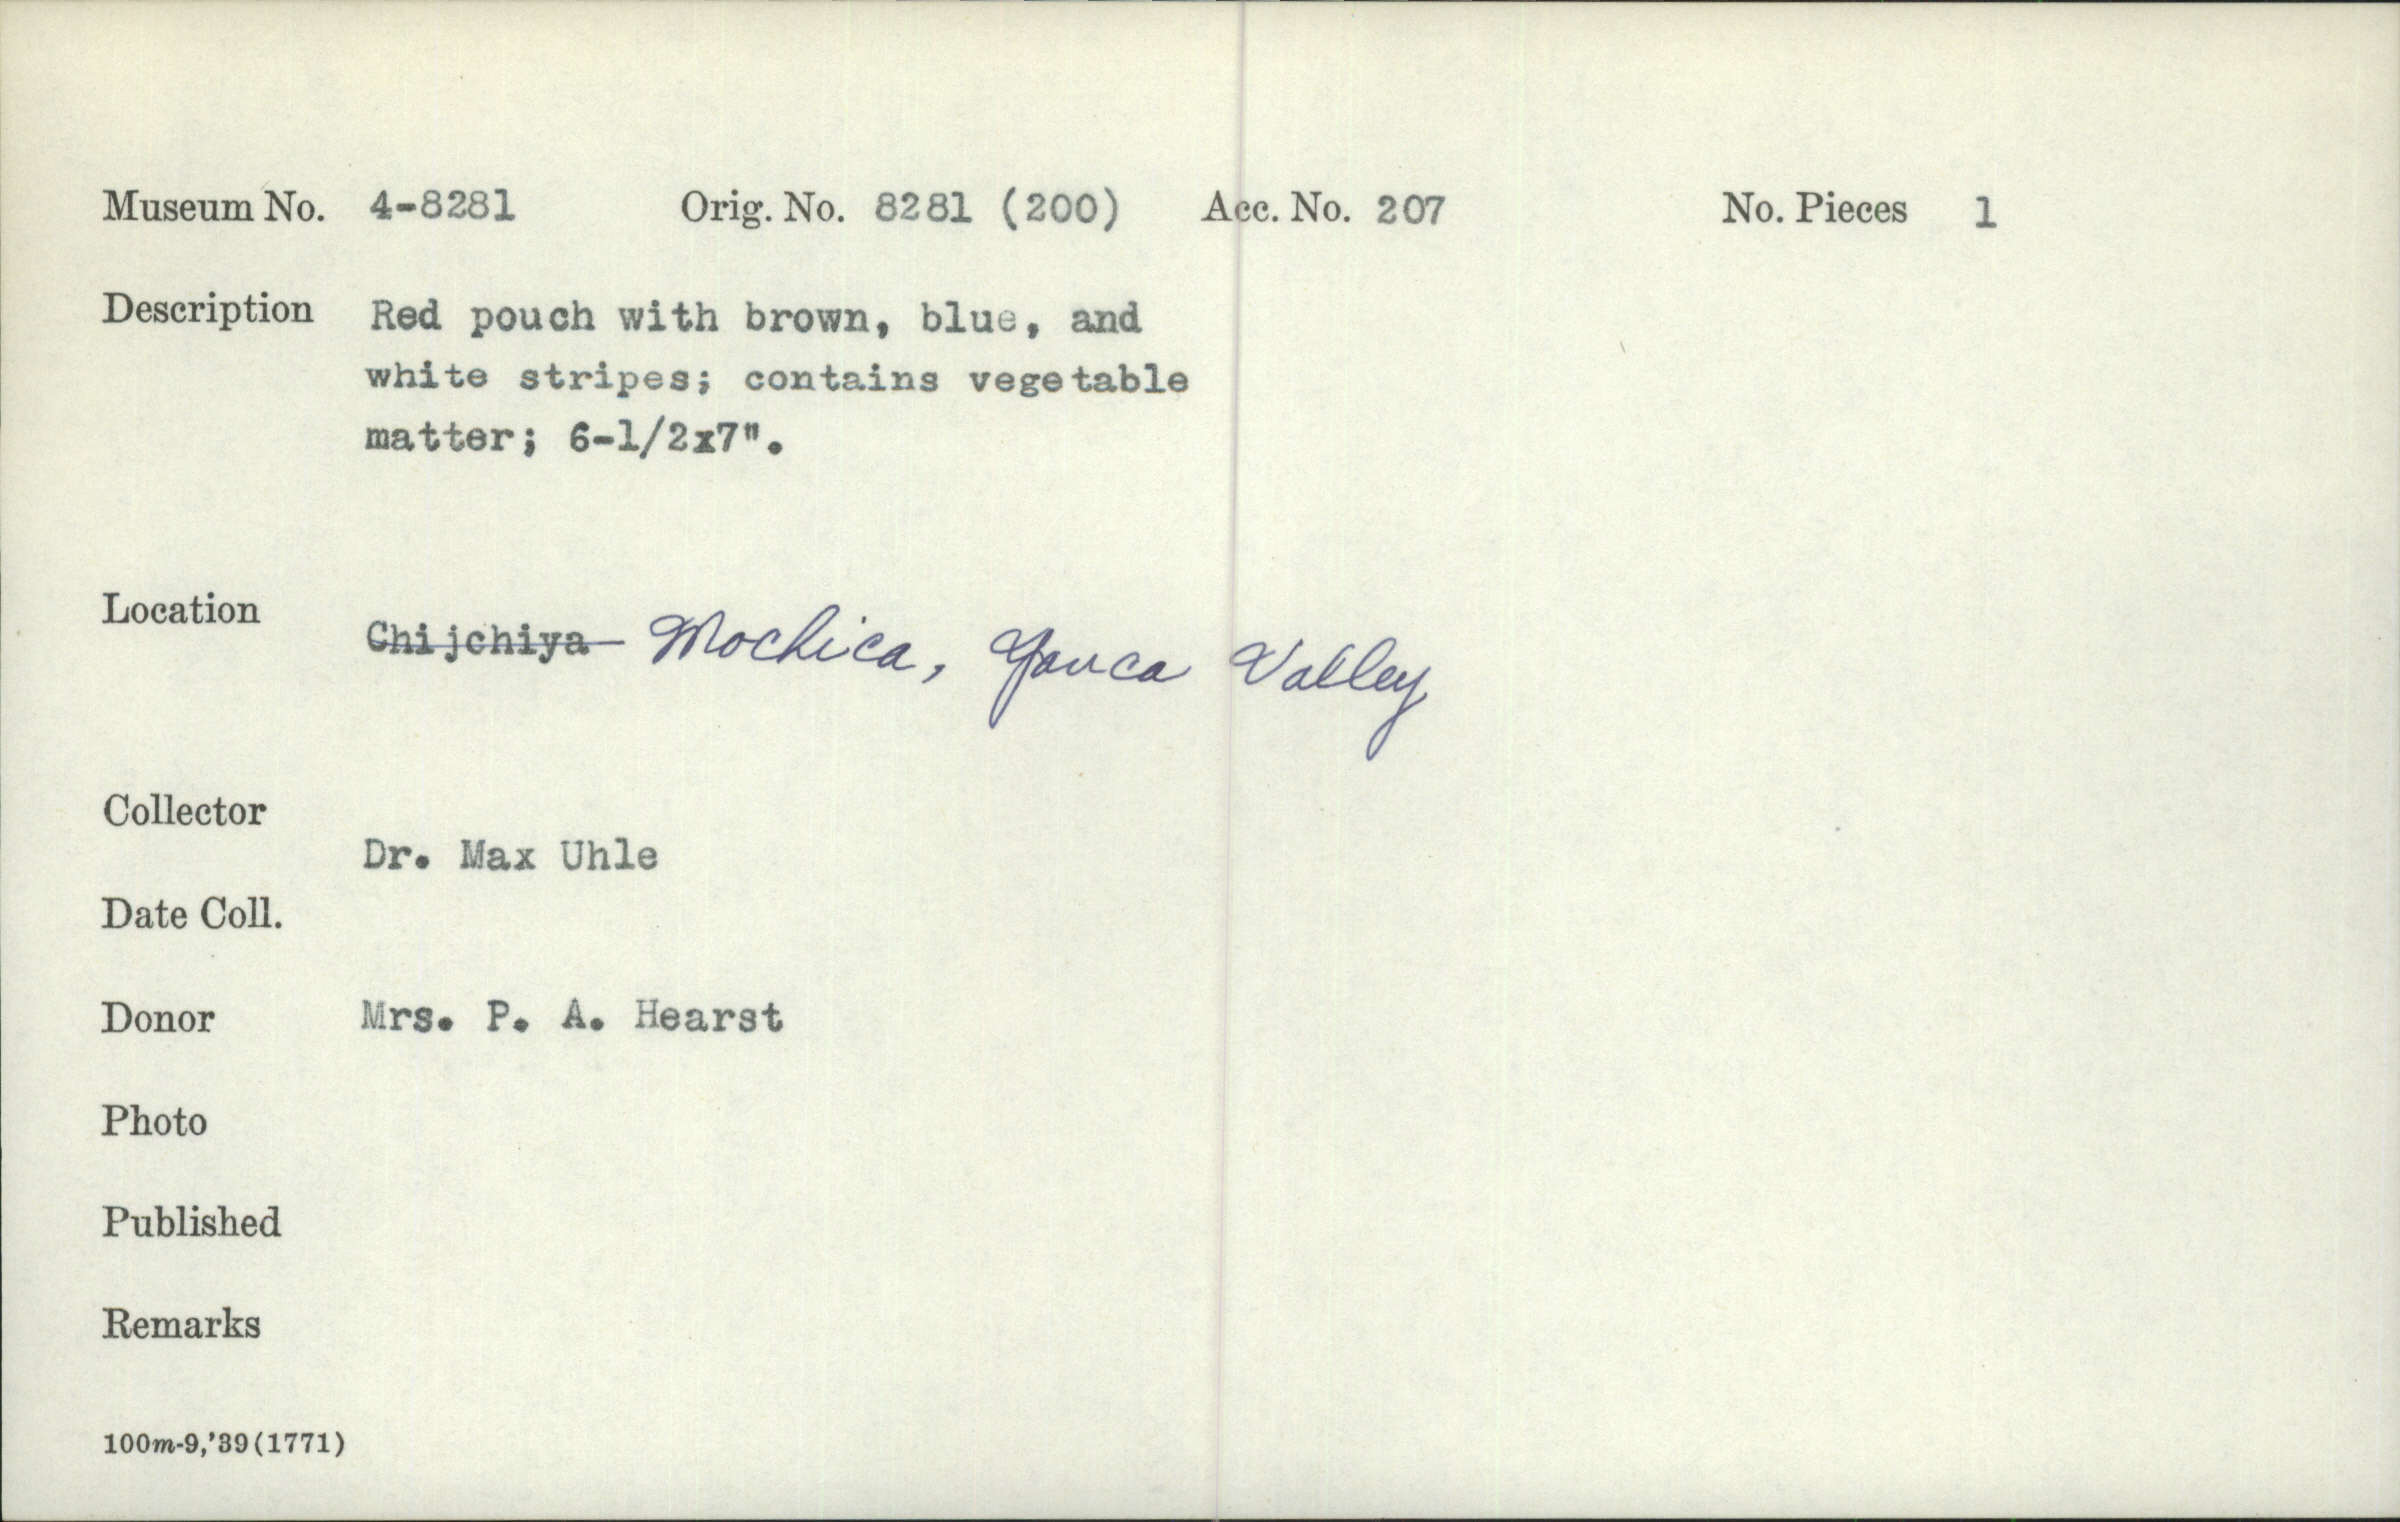 Museum No. 4-8281 Orig. No. 8281 (200) Acc. No. 207 No. Pieces 1
Description Red pouch with brown, blue, and
white stripes; contains vegetable
matter; 6-1/2x7".
Location Chijchiya Mochica, Yauca Valley
Collector
Dr. Max Uhle
Date Coll.
Donor Mrs. P. A. Hearst
Photo
Published
Remarks
100m-9,'39(1771)